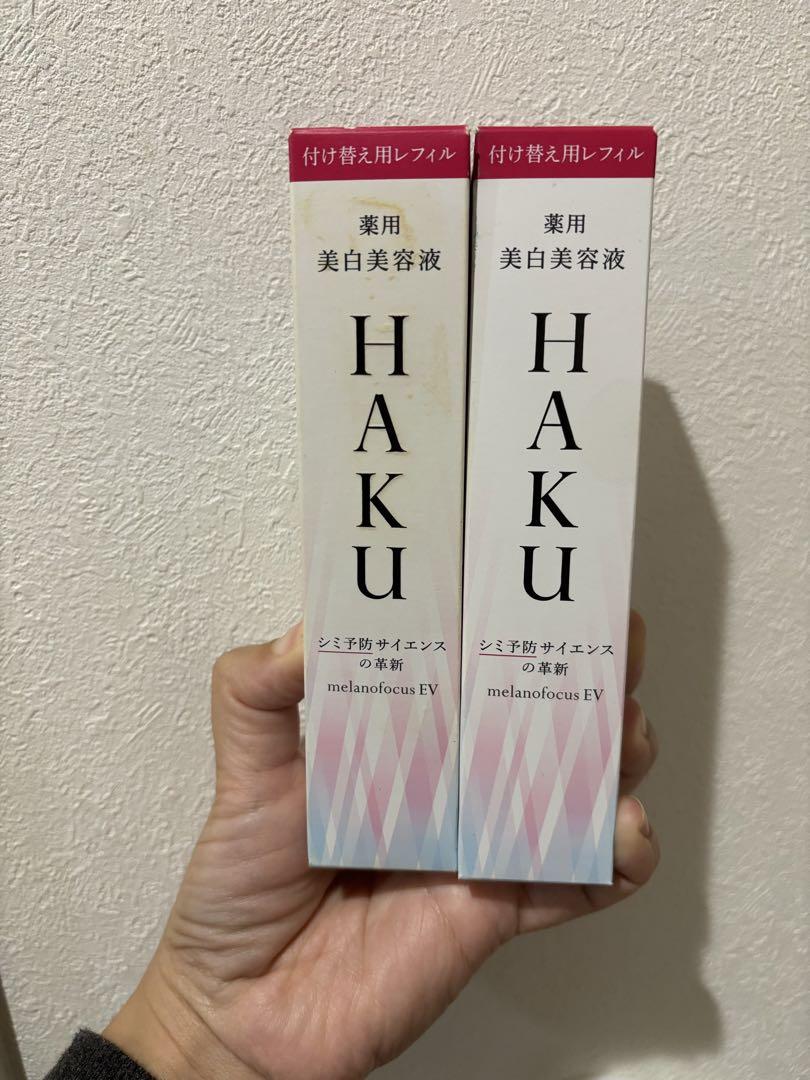 付け替え用レフィル
薬用
美白美容液
HAKU
シミ予防サイエンス
の革新
melanofocus EV
付け替え用レフィル
薬用
美白美容液
HAKU
シミ予防サイエンス
の革新
melanofocus EV